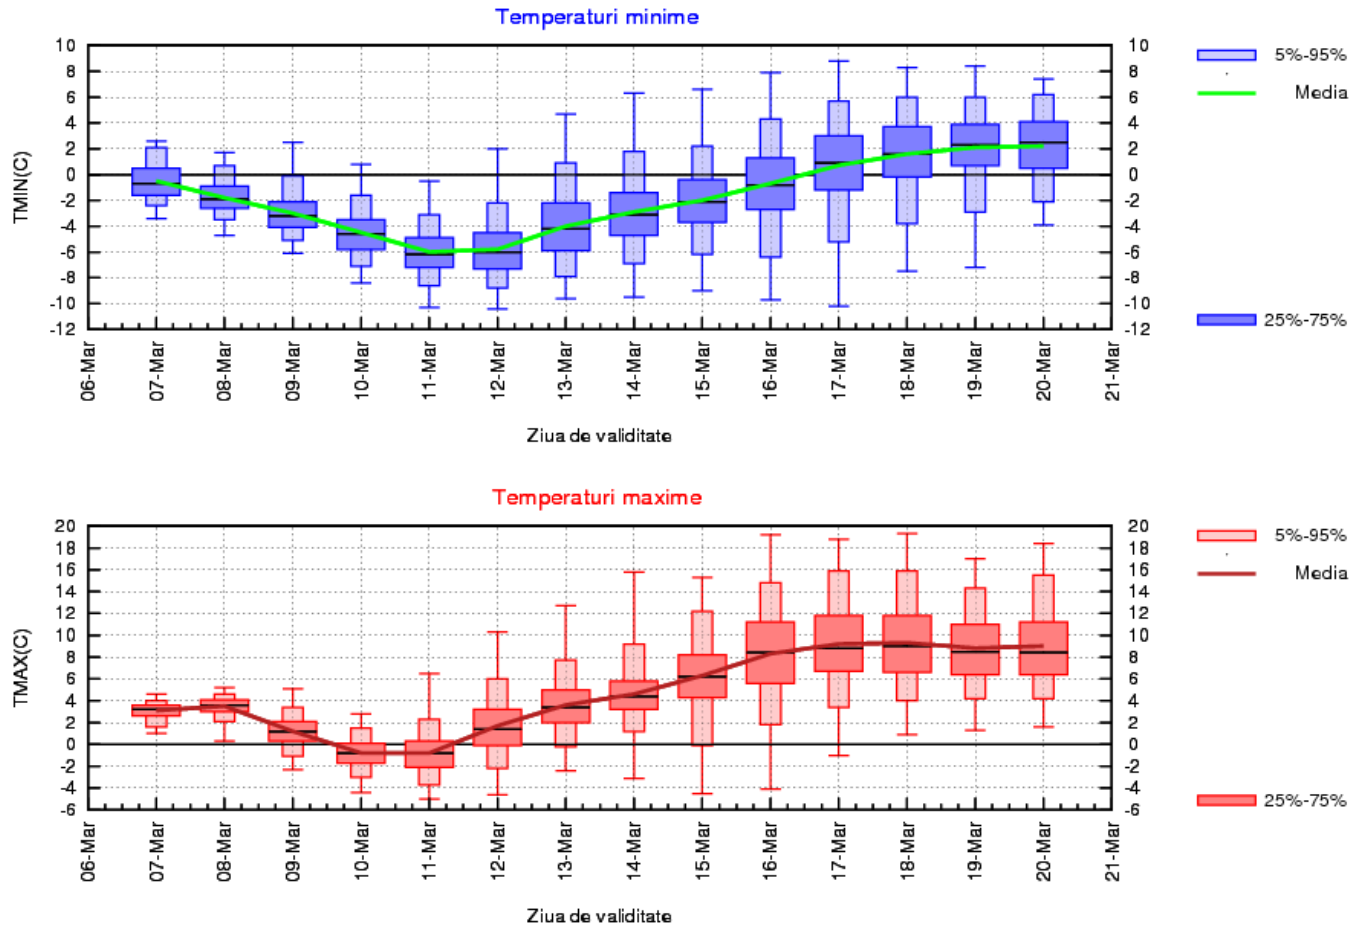 Temperaturi minime
TMIN(C)
10 8 6 4 2 0 -2 -4 -6 -8 -10 -12
10 8 6 4 2 0 -2 -4 -6 -8 -10 -12
06-Mar 07-Mar 08-Mar 09-Mar 10-Mar 11-Mar 12-Mar 13-Mar 14-Mar 15-Mar 16-Mar 17-Mar 18-Mar 19-Mar 20-Mar 21-Mar
Ziua de validitate
5%-95%
Media
25%-75%
Temperaturi maxime
TMAX(C)
20 18 16 14 12 10 8 6 4 2 0 -2 -4 -6
20 18 16 14 12 10 8 6 4 2 0 -2 -4 -6
06-Mar 07-Mar 08-Mar 09-Mar 10-Mar 11-Mar 12-Mar 13-Mar 14-Mar 15-Mar 16-Mar 17-Mar 18-Mar 19-Mar 20-Mar 21-Mar
Ziua de validitate
5%-95%
Media
25%-75%